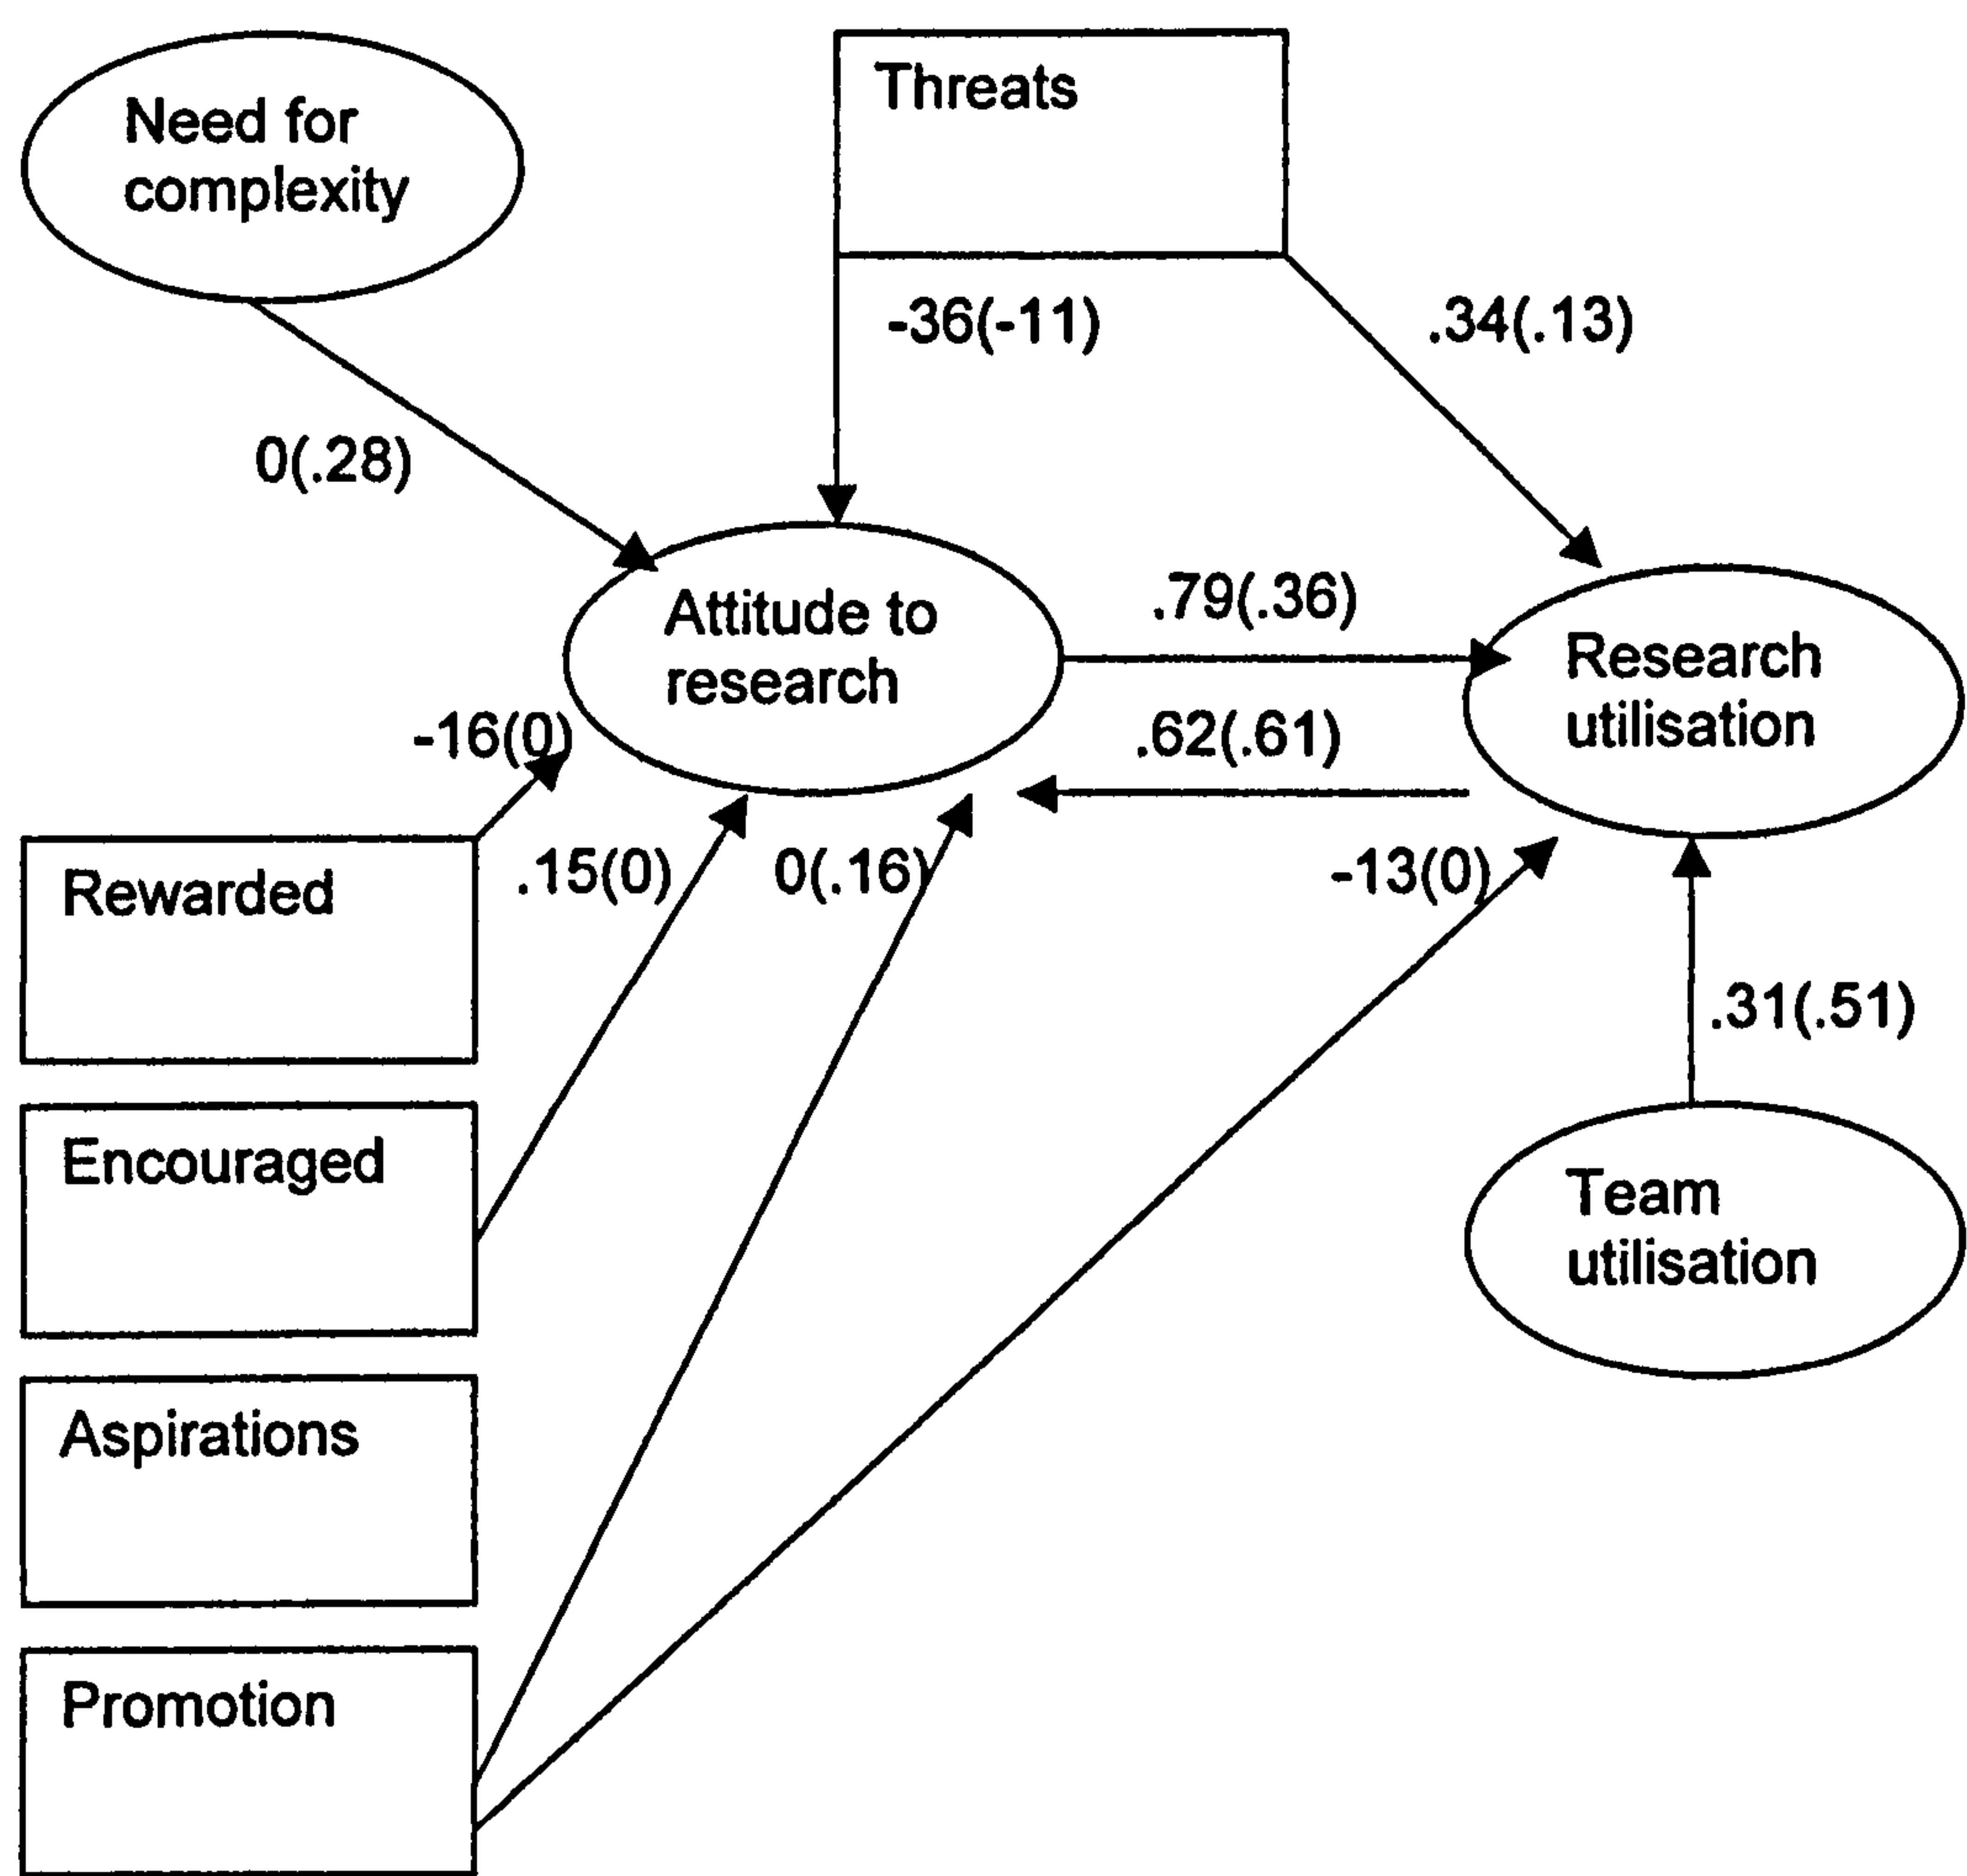 Need for
complexity
Threats
-36(-11)
.34(.13)
0(.28)
Attitude to
research
.79(.36)
Research
utilisation
.62(.61)
-16(0)
Rewarded
.15(0)
0(.16)
-13(0)
.31(.51)
Encouraged
Team
utilisation
Aspirations
Promotion